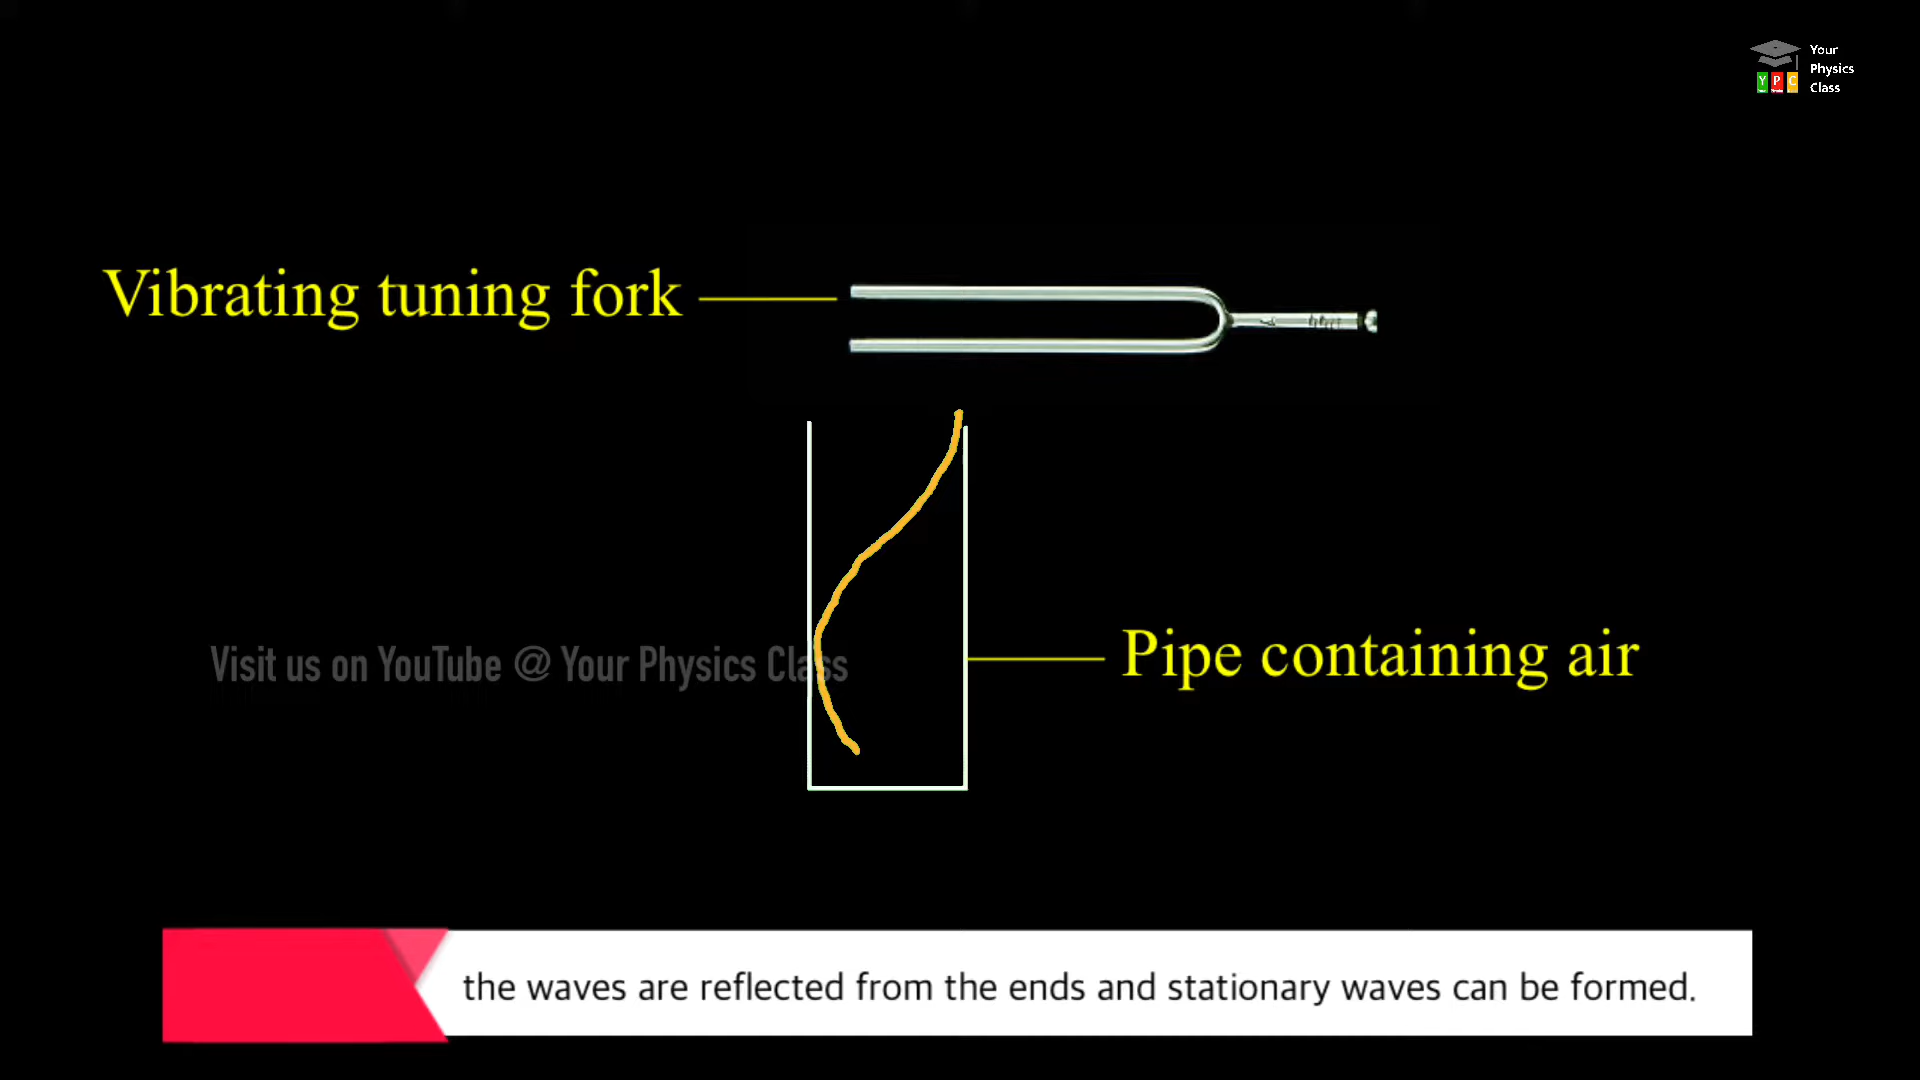 Your
Physics
Class
Y P C
Vibrating tuning fork
Visit us on YouTube @ Your Physics Class
Pipe containing air
the waves are reflected from the ends and stationary waves can be formed.